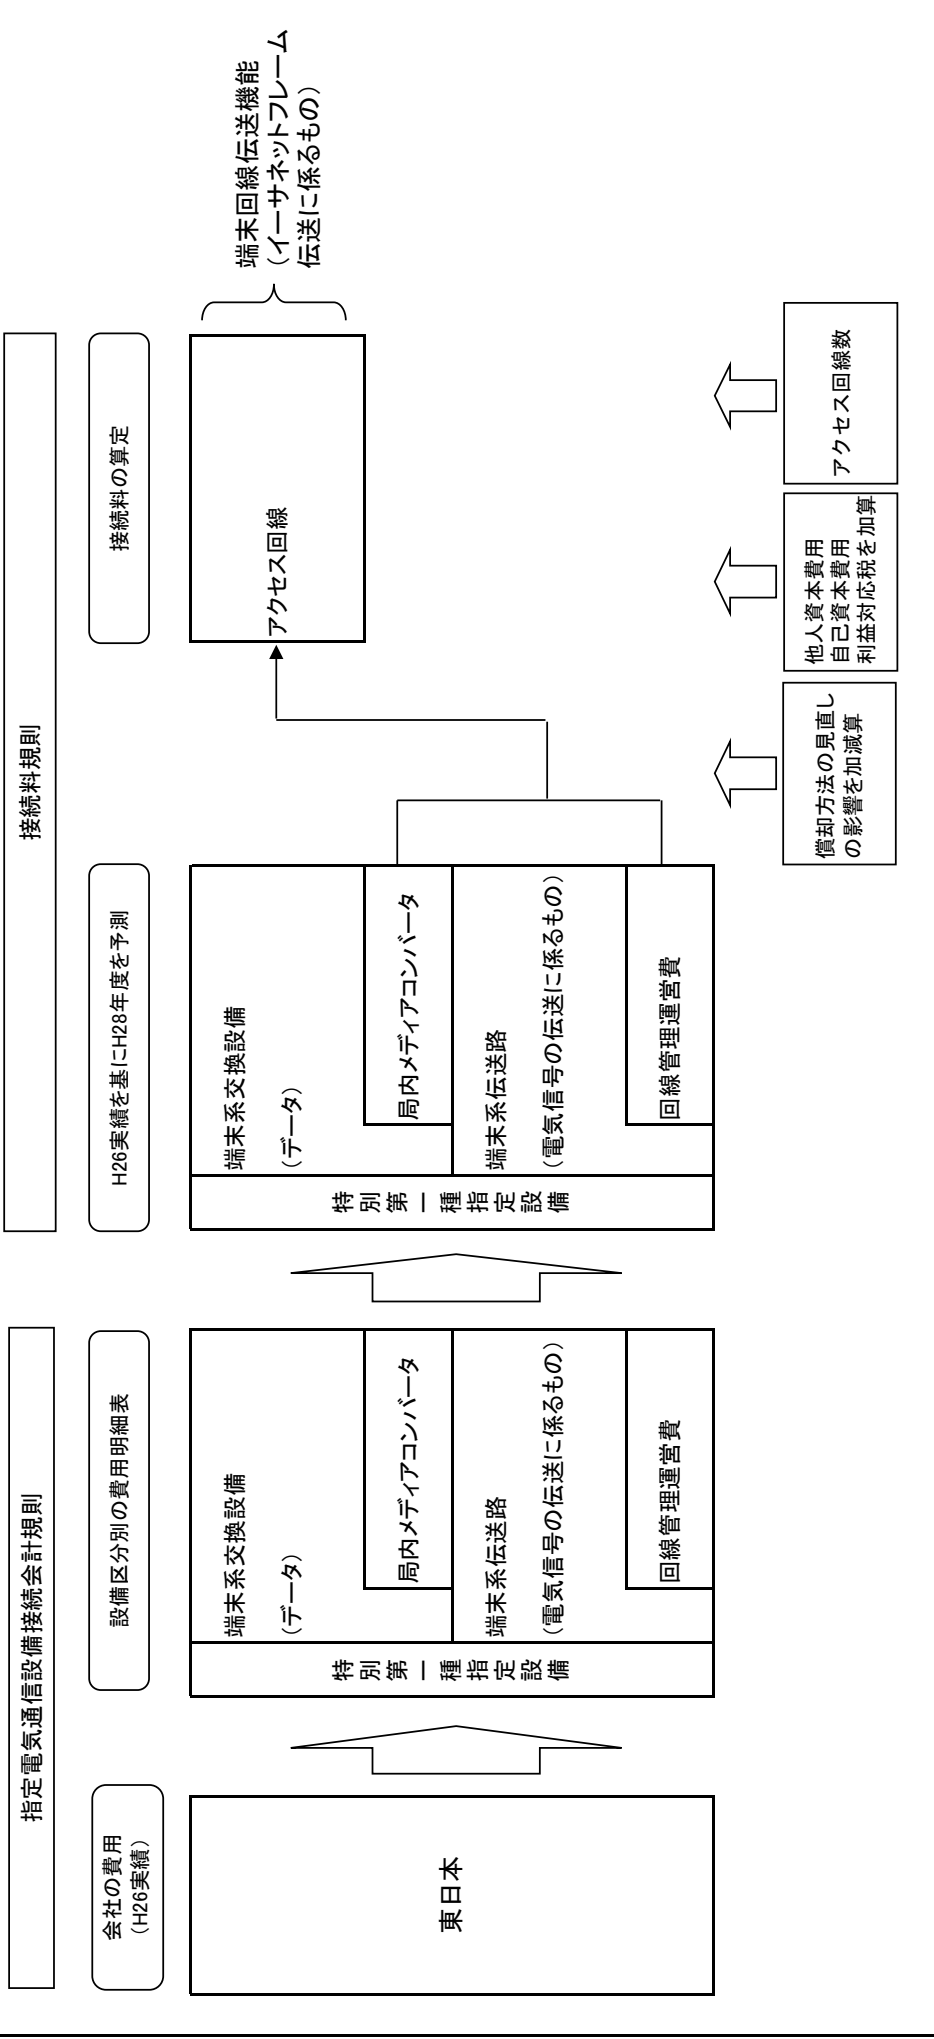 指定電気通信設備接続会計規則
接続料規則
会社の費用
（H26実績）
設備区分別の費用明細表
H26実績を基にH28年度を予測
接続料の算定
東日本
特別第一種指定設備
端末系交換設備
（データ）
局内メディアコンバータ
端末系伝送路
（電気信号の伝送に係るもの）
回線管理運営費
特別第一種指定設備
端末系交換設備
（データ）
局内メディアコンバータ
端末系伝送路
（電気信号の伝送に係るもの）
回線管理運営費
アクセス回線
端末回線伝送機能
（イーサネットフレーム
伝送に係るもの）
償却方法の見直し
の影響を加減算
他人資本費用
自己資本費用
利益対応税を加算
アクセス回線数